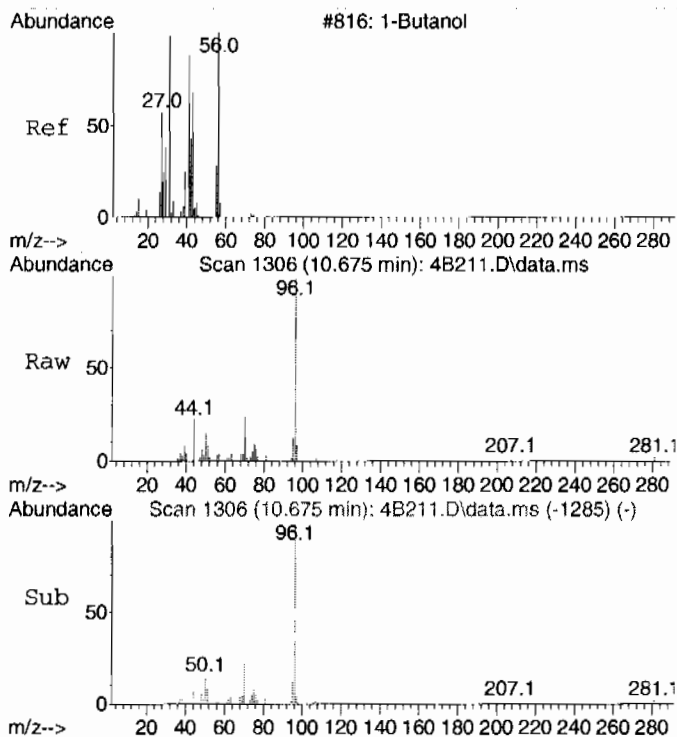 Abundance #816: 1-Butanol
56.0
27.0
Ref 50
0
m/z--> 20 40 60 80 100 120 140 160 180 200 220 240 260 280
Abundance Scan 1306 (10.675 min): 4B211.D\data.ms
96.1
Raw 50
44.1
207.1 281.1
0
m/z--> 20 40 60 80 100 120 140 160 180 200 220 240 260 280
Abundance Scan 1306 (10.675 min): 4B211.D\data.ms (-1285) (-)
96.1
Sub 50
50.1
207.1 281.1
0
m/z--> 20 40 60 80 100 120 140 160 180 200 220 240 260 280